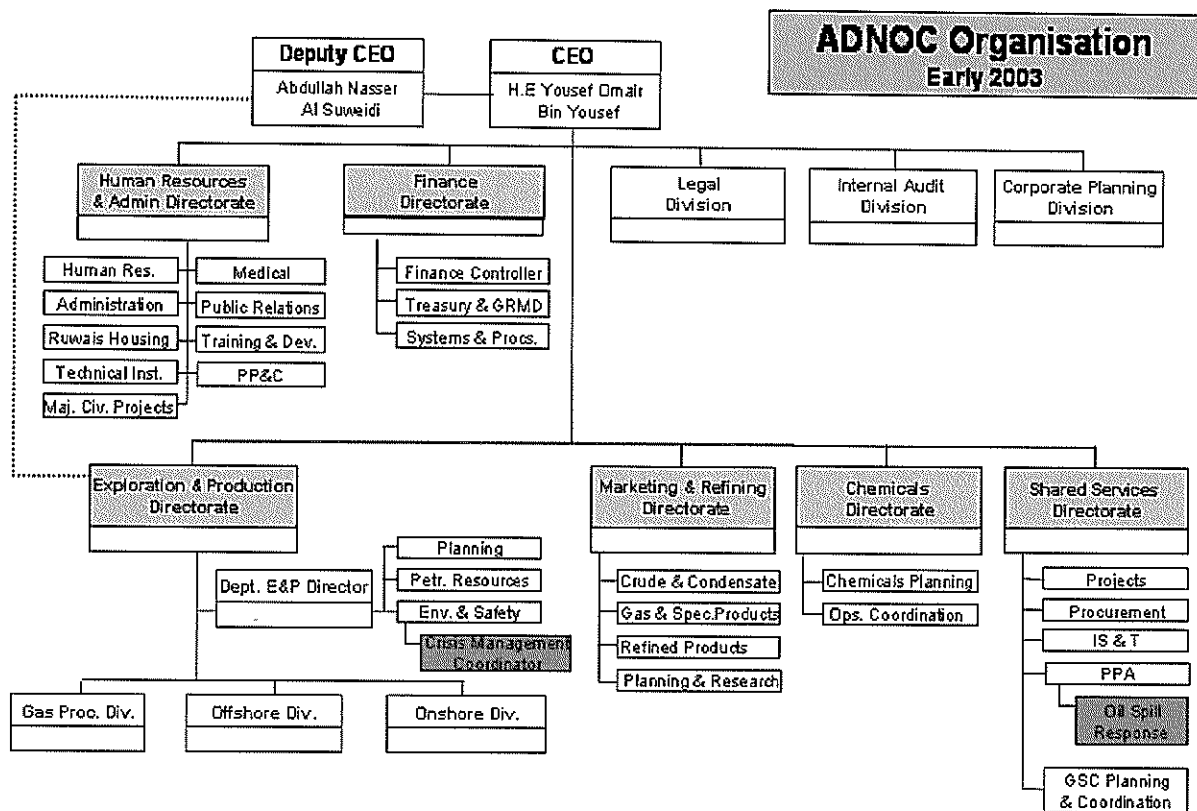 ADNOC Organisation
Early 2003
Deputy CEO
Abdullah Nasser
Al Suweidi
CEO
H.E Yousef Omair
Bin Yousef
Human Resources
& Admin Directorate
Finance
Directorate
Legal
Division
Internal Audit
Division
Corporate Planning
Division
Human Res.
Medical
Administration
Public Relations
Ruwais Housing
Training & Dev.
Technical Inst.
PP&C
Maj. Civ. Projects
Finance Controller
Treasury & GRMD
Systems & Procs.
Exploration & Production
Directorate
Marketing & Refining
Directorate
Chemicals
Directorate
Shared Services
Directorate
Dept. E&P Director
Planning
Petr. Resources
Env. & Safety
Crisis Management
Coordinator
Gas Proc. Div.
Offshore Div.
Onshore Div.
Crude & Condensate
Gas & Spec.Products
Refined Products
Planning & Research
Chemicals Planning
Ops. Coordination
Projects
Procurement
IS & T
PPA
Oil Spill
Response
GSC Planning
& Coordination